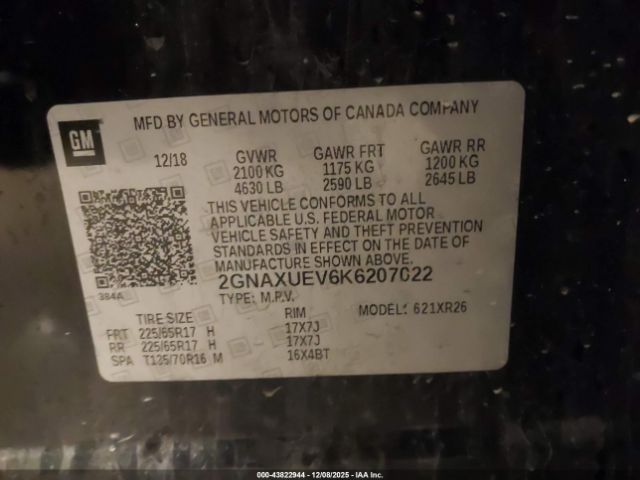 MFD BY GENERAL MOTORS OF CANADA COMPANY
GM
12/18 GVWR GAWR FRT GAWR RR
2100 KG 1175 KG 1200 KG
4630 LB 2590 LB 2645 LB
THIS VEHICLE CONFORMS TO ALL
APPLICABLE U.S. FEDERAL MOTOR
VEHICLE SAFETY AND THEFT PREVENTION
STANDARDS IN EFFECT ON THE DATE OF
MANUFACTURE SHOWN ABOVE.
384A
2GNAXUEV6K6207022
TYPE: M.P.V.
MODEL: 621XR26
TIRE SIZE RIM
FRT 225/65R17 H 17X7J
RR 225/65R17 H 17X7J
SPA T135/70R16 M 16X4BT
000-43822944 | 12/08/2025 - IAA Inc.